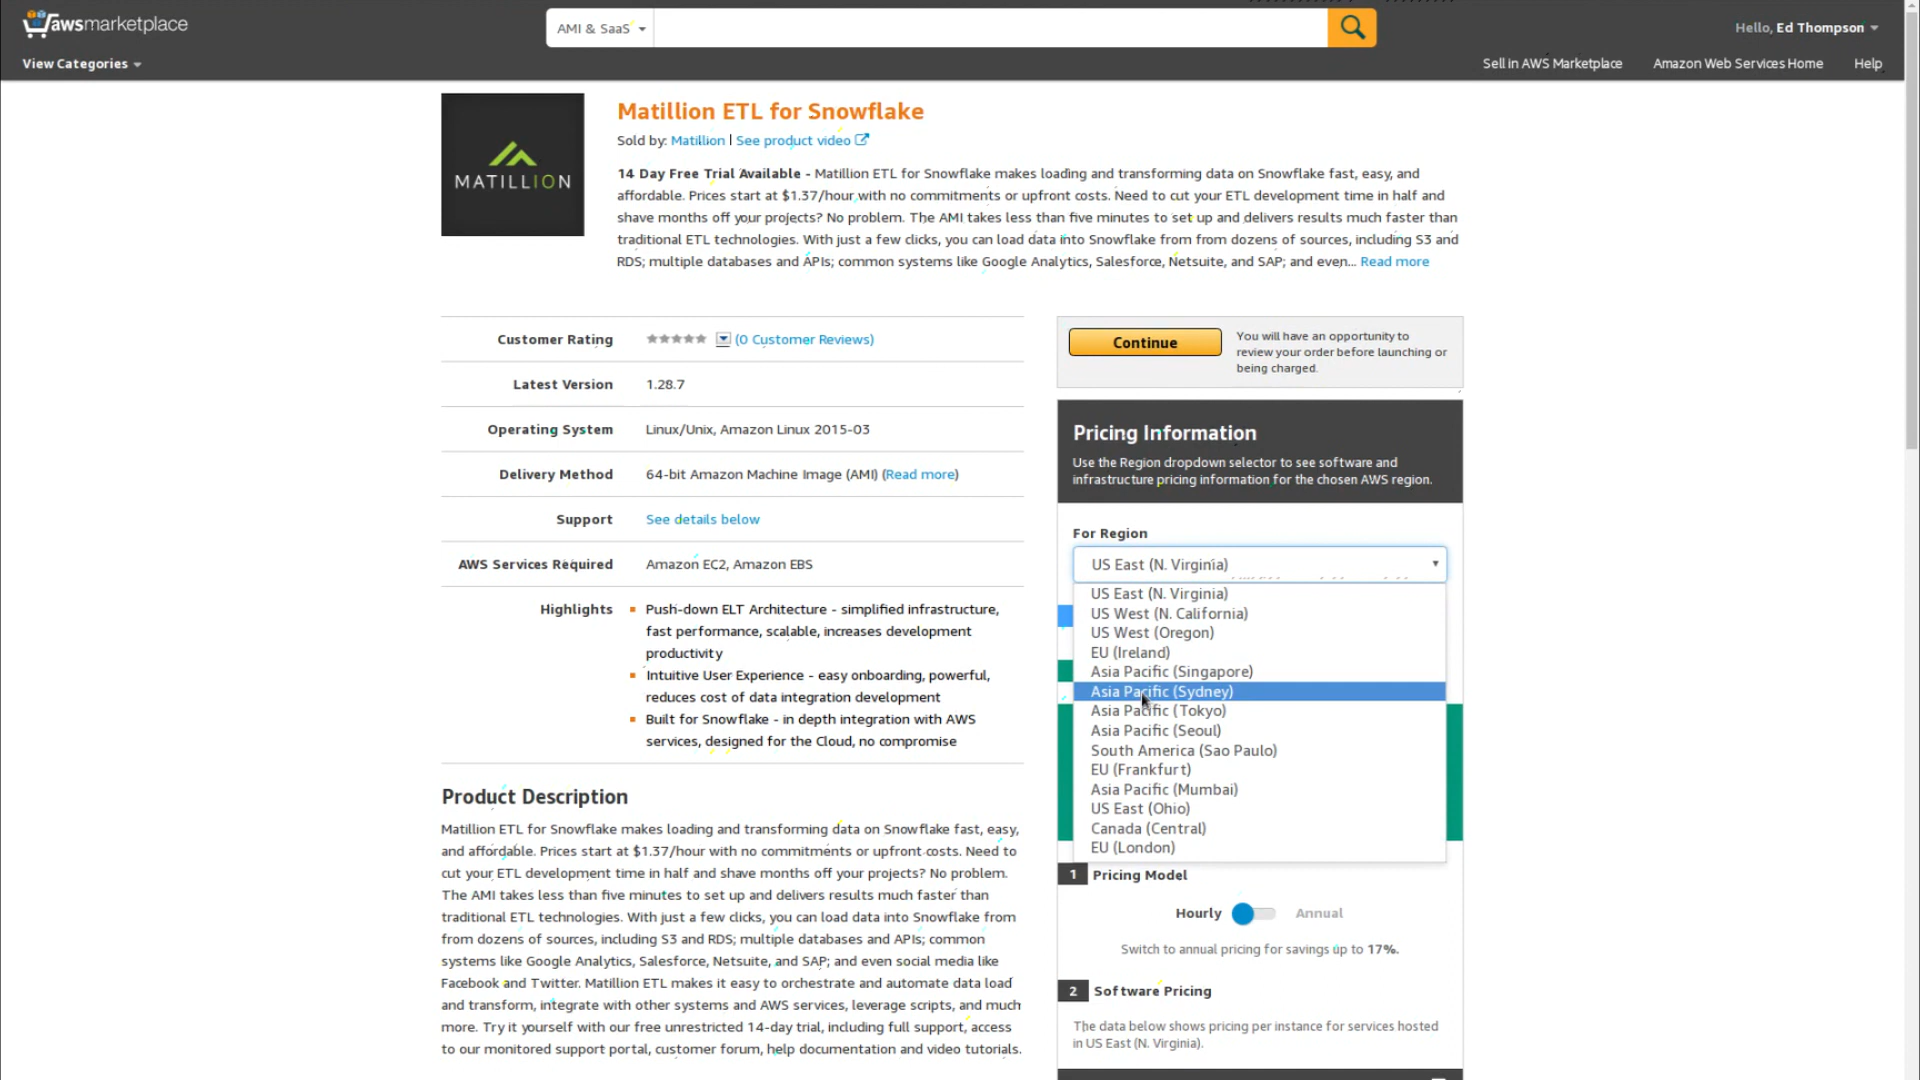 awsmarketplace
AMI & SaaS
Hello, Ed Thompson
View Categories
Sell in AWS Marketplace
Amazon Web Services Home
Help
MATILLION
Matillion ETL for Snowflake
Sold by: Matillion | See product video
14 Day Free Trial Available - Matillion ETL for Snowflake makes loading and transforming data on Snowflake fast, easy, and
affordable. Prices start at $1.37/hour with no commitments or upfront costs. Need to cut your ETL development time in half and
shave months off your projects? No problem. The AMI takes less than five minutes to set up and delivers results much faster than
traditional ETL technologies. With just a few clicks, you can load data into Snowflake from from dozens of sources, including S3 and
RDS; multiple databases and APIs; common systems like Google Analytics, Salesforce, Netsuite, and SAP; and even... Read more
Customer Rating
(0 Customer Reviews)
Latest Version
1.28.7
Operating System
Linux/Unix, Amazon Linux 2015-03
Delivery Method
64-bit Amazon Machine Image (AMI) (Read more)
Support
See details below
AWS Services Required
Amazon EC2, Amazon EBS
Highlights
Push-down ELT Architecture - simplified infrastructure,
fast performance, scalable, increases development
productivity
Intuitive User Experience - easy onboarding, powerful,
reduces cost of data integration development
Built for Snowflake - in depth integration with AWS
services, designed for the Cloud, no compromise
Product Description
Matillion ETL for Snowflake makes loading and transforming data on Snowflake fast, easy,
and affordable. Prices start at $1.37/hour with no commitments or upfront costs. Need to
cut your ETL development time in half and shave months off your projects? No problem.
The AMI takes less than five minutes to set up and delivers results much faster than
traditional ETL technologies. With just a few clicks, you can load data into Snowflake from
from dozens of sources, including S3 and RDS; multiple databases and APIs; common
systems like Google Analytics, Salesforce, Netsuite, and SAP; and even social media like
Facebook and Twitter. Matillion ETL makes it easy to orchestrate and automate data load
and transform, integrate with other systems and AWS services, leverage scripts, and much
more. Try it yourself with our free unrestricted 14-day trial, including full support, access
to our monitored support portal, customer forum, help documentation and video tutorials.
Continue
You will have an opportunity to
review your order before launching or
being charged.
Pricing Information
Use the Region dropdown selector to see software and
infrastructure pricing information for the chosen AWS region.
For Region
US East (N. Virginia)
US East (N. Virginia)
US West (N. California)
US West (Oregon)
EU (Ireland)
Asia Pacific (Singapore)
Asia Pacific (Sydney)
Asia Pacific (Tokyo)
Asia Pacific (Seoul)
South America (Sao Paulo)
EU (Frankfurt)
Asia Pacific (Mumbai)
US East (Ohio)
Canada (Central)
EU (London)
1 Pricing Model
Hourly Annual
Switch to annual pricing for savings up to 17%.
2 Software Pricing
The data below shows pricing per instance for services hosted
in US East (N. Virginia).